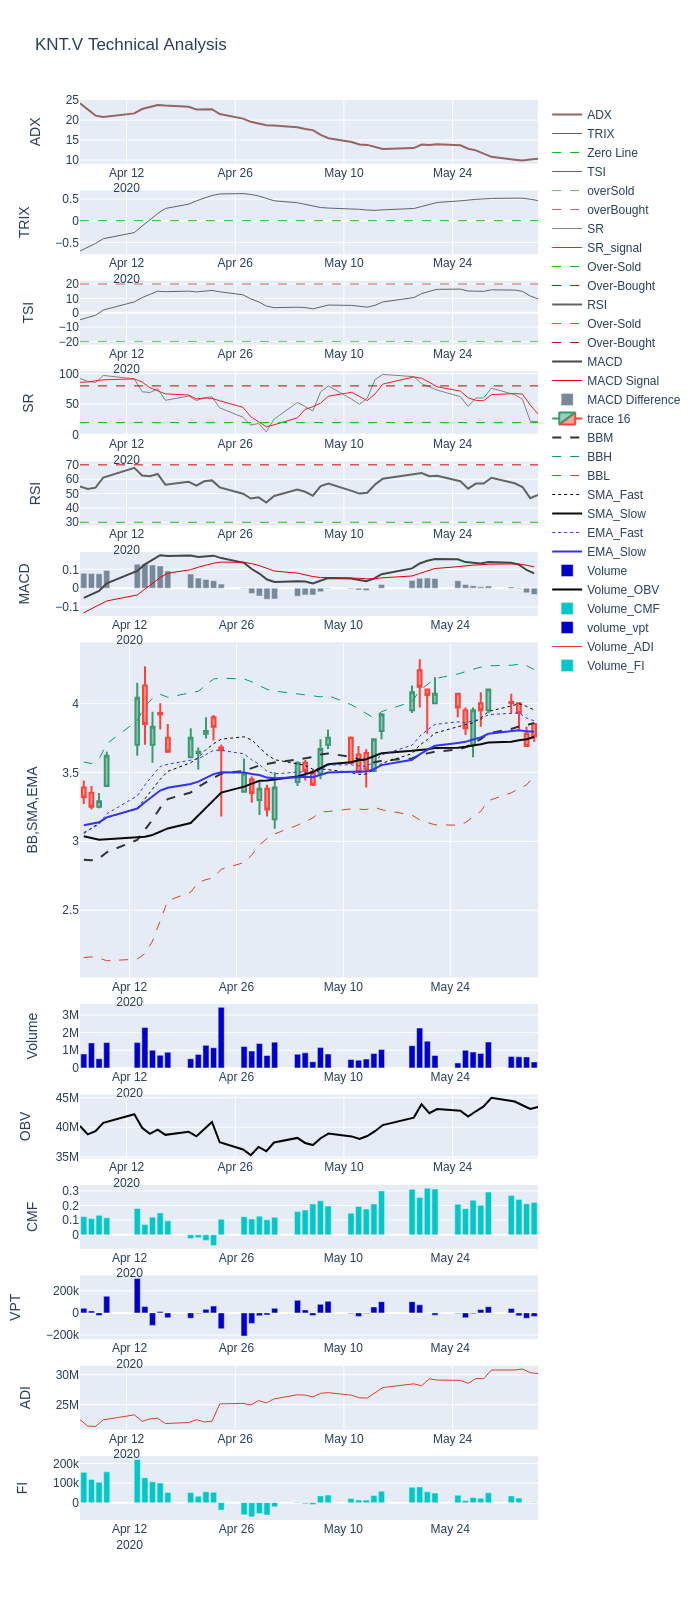 KNT.V Technical Analysis
ADX
25
20
15
10
Apr 12
2020
Apr 26
May 10
May 24
TRIX
0.5
0
−0.5
Apr 12
2020
Apr 26
May 10
May 24
TSI
20
10
0
−10
−20
Apr 12
2020
Apr 26
May 10
May 24
SR
100
50
0
Apr 12
2020
Apr 26
May 10
May 24
RSI
70
60
50
40
30
Apr 12
2020
Apr 26
May 10
May 24
MACD
0.1
0
−0.1
Apr 12
2020
Apr 26
May 10
May 24
BB,SMA,EMA
4
3.5
3
2.5
Apr 12
2020
Apr 26
May 10
May 24
Volume
3M
2M
1M
0
Apr 12
2020
Apr 26
May 10
May 24
OBV
45M
40M
35M
Apr 12
2020
Apr 26
May 10
May 24
CMF
0.3
0.2
0.1
0
Apr 12
2020
Apr 26
May 10
May 24
VPT
200k
0
−200k
Apr 12
2020
Apr 26
May 10
May 24
ADI
30M
25M
Apr 12
2020
Apr 26
May 10
May 24
FI
200k
100k
0
Apr 12
2020
Apr 26
May 10
May 24
ADX
TRIX
Zero Line
TSI
overSold
overBought
SR
SR_signal
Over-Sold
Over-Bought
RSI
Over-Sold
Over-Bought
MACD
MACD Signal
MACD Difference
trace 16
BBM
BBH
BBL
SMA_Fast
SMA_Slow
EMA_Fast
EMA_Slow
Volume
Volume_OBV
Volume_CMF
volume_vpt
Volume_ADI
Volume_FI